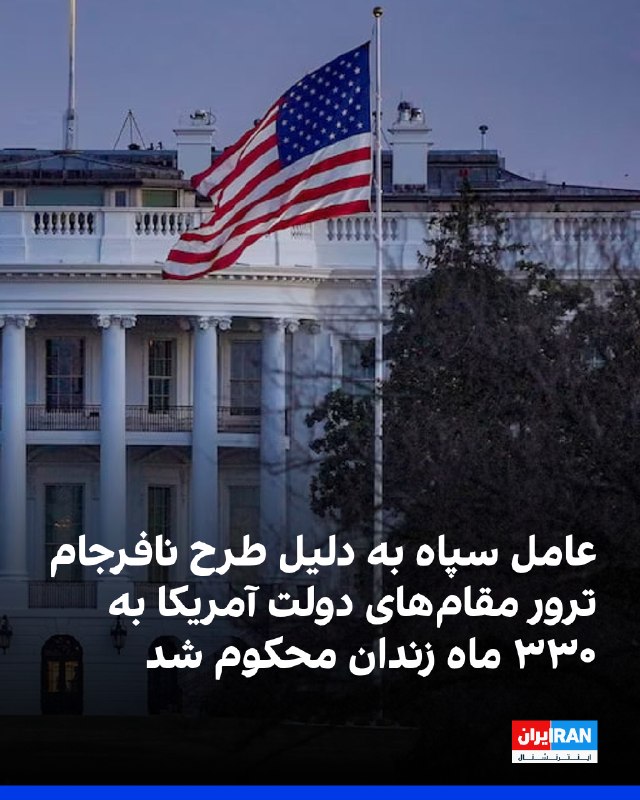 عامل سپاه به دلیل طرح نافرجام
ترور مقام‌های دولت آمریکا به
۳۳۰ ماه زندان محکوم شد
ایران IRAN
اینترنشنال